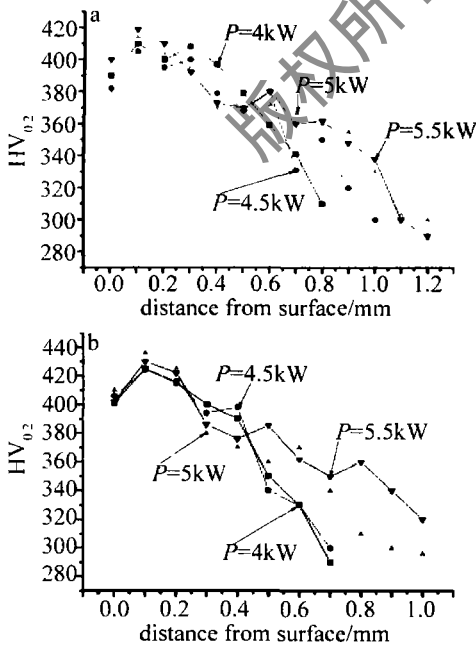 a
版权所
420
400
380
360
340
320
300
280
HV0.2
P=4kW
P=5kW
P=5.5kW
P=4.5kW
0.0 0.2 0.4 0.6 0.8 1.0 1.2
distance from surface/mm
b
440
420
400
380
360
340
320
300
280
HV0.2
P=4.5kW
P=5.5kW
P=5kW
P=4kW
0.0 0.2 0.4 0.6 0.8 1.0
distance from surface/mm